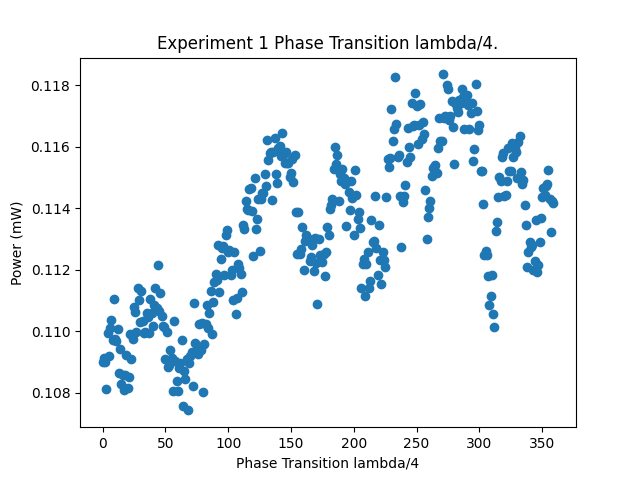 Experiment 1 Phase Transition lambda/4.
0.118
0.116
0.114
0.112
0.110
0.108
Power (mW)
0 50 100 150 200 250 300 350
Phase Transition lambda/4